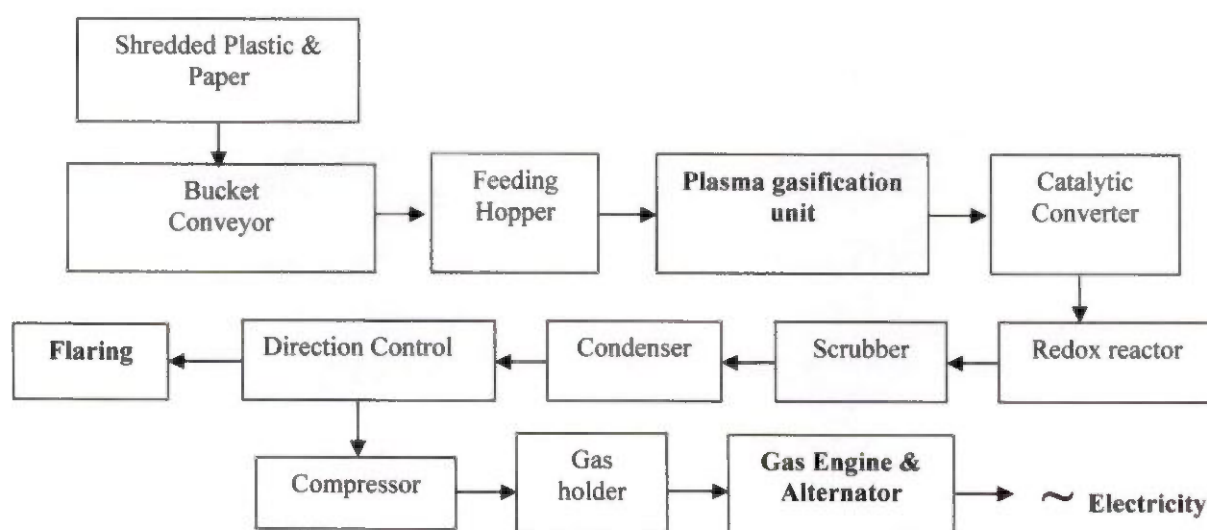 Shredded Plastic &
Paper
Bucket
Conveyor
Feeding
Hopper
Plasma gasification
unit
Catalytic
Converter
Flaring
Direction Control
Condenser
Scrubber
Redox reactor
Compressor
Gas
holder
Gas Engine &
Alternator
~ Electricity